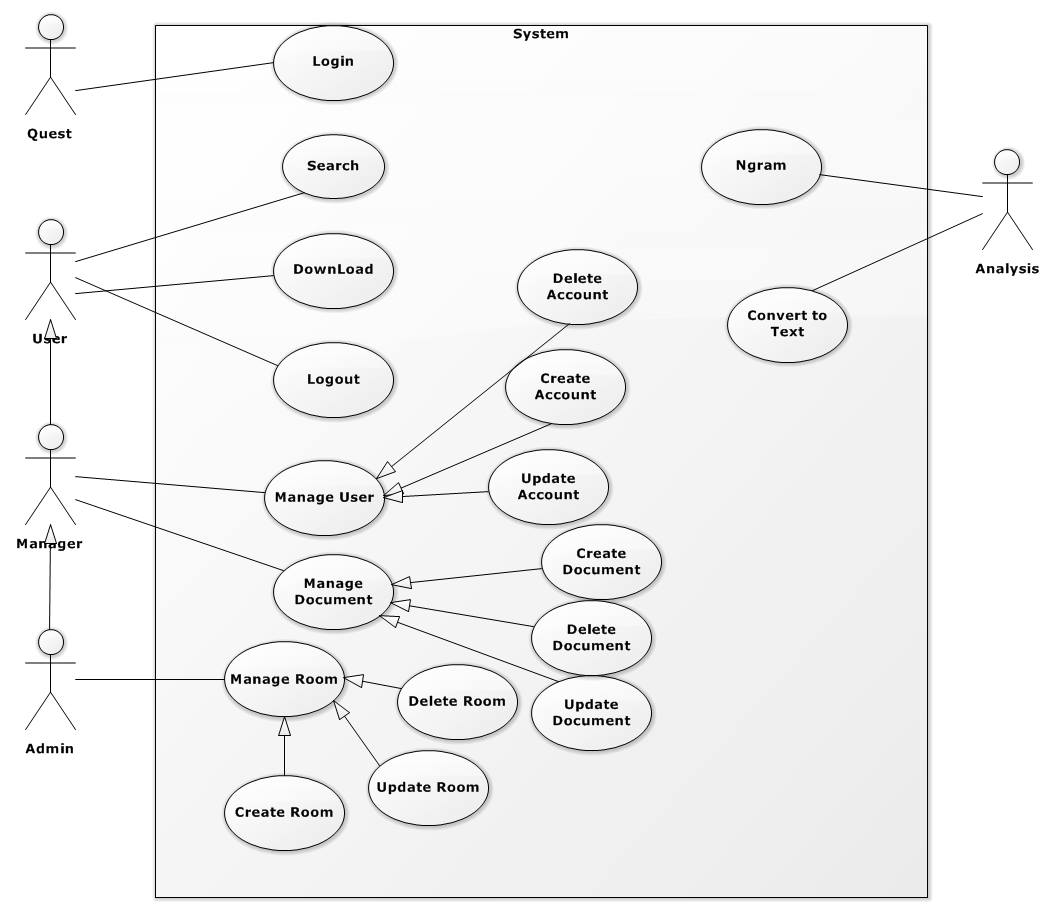 System
Login
Quest
Search
Ngram
DownLoad
Analysis
Delete
Account
Convert to
Text
User
Logout
Create
Account
Manage User
Update
Account
Manager
Create
Document
Manage
Document
Delete
Document
Manage Room
Delete Room
Update
Document
Admin
Update Room
Create Room